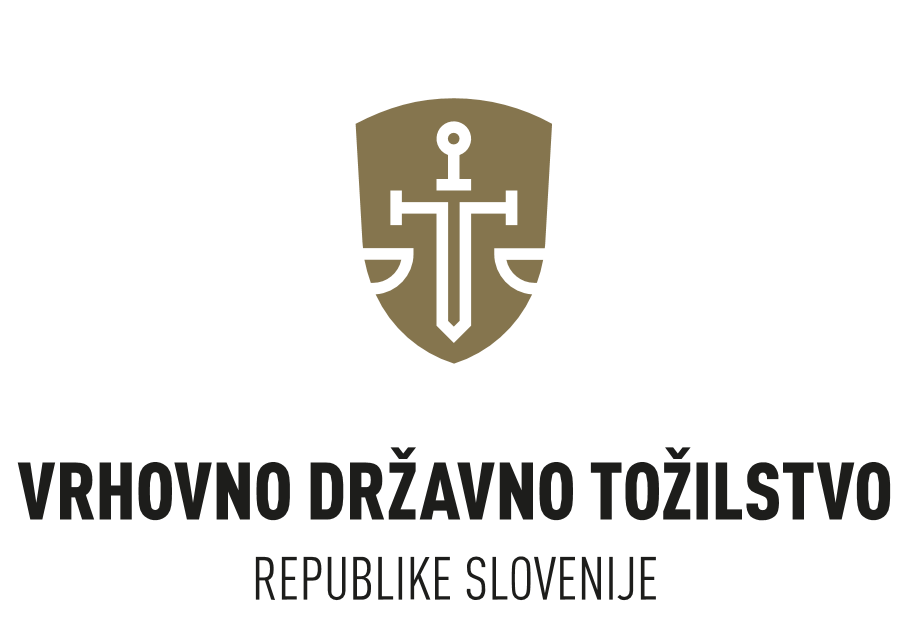 VRHOVNO DRŽAVNO TOŽILSTVO
REPUBLIKE SLOVENIJE